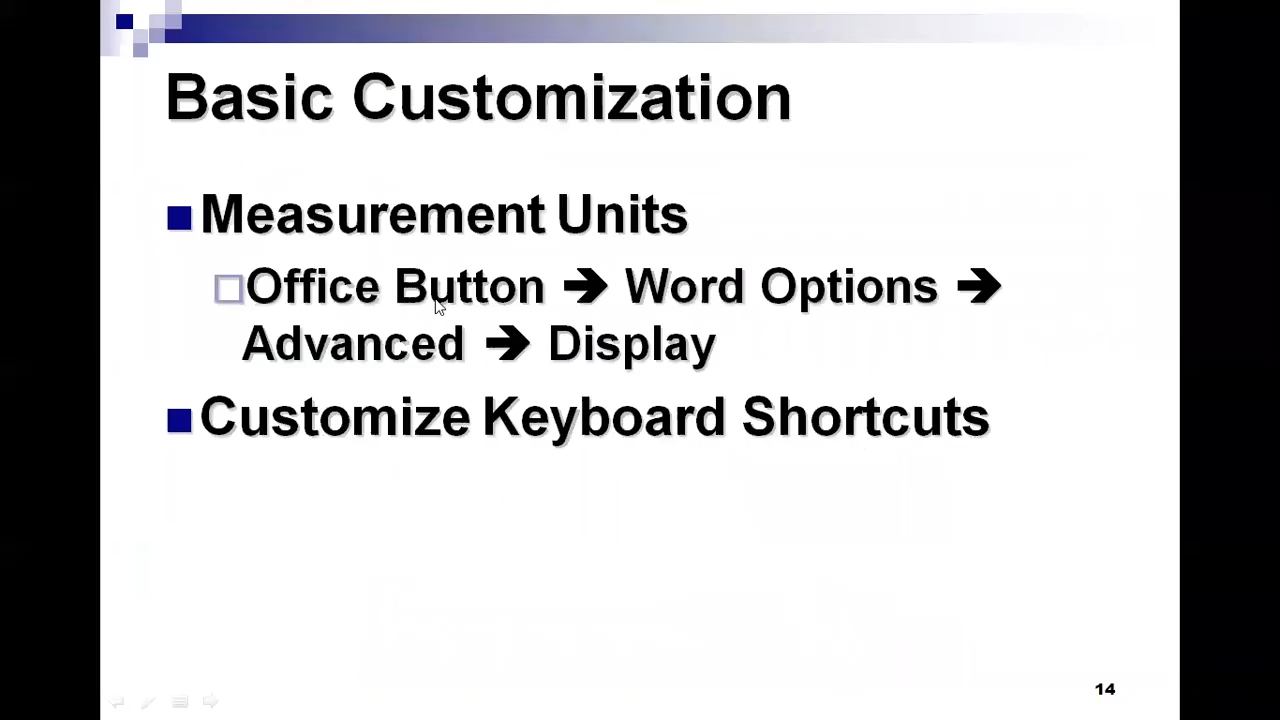 Basic Customization
Measurement Units
Office Button ➔ Word Options ➔
Advanced ➔ Display
Customize Keyboard Shortcuts
14